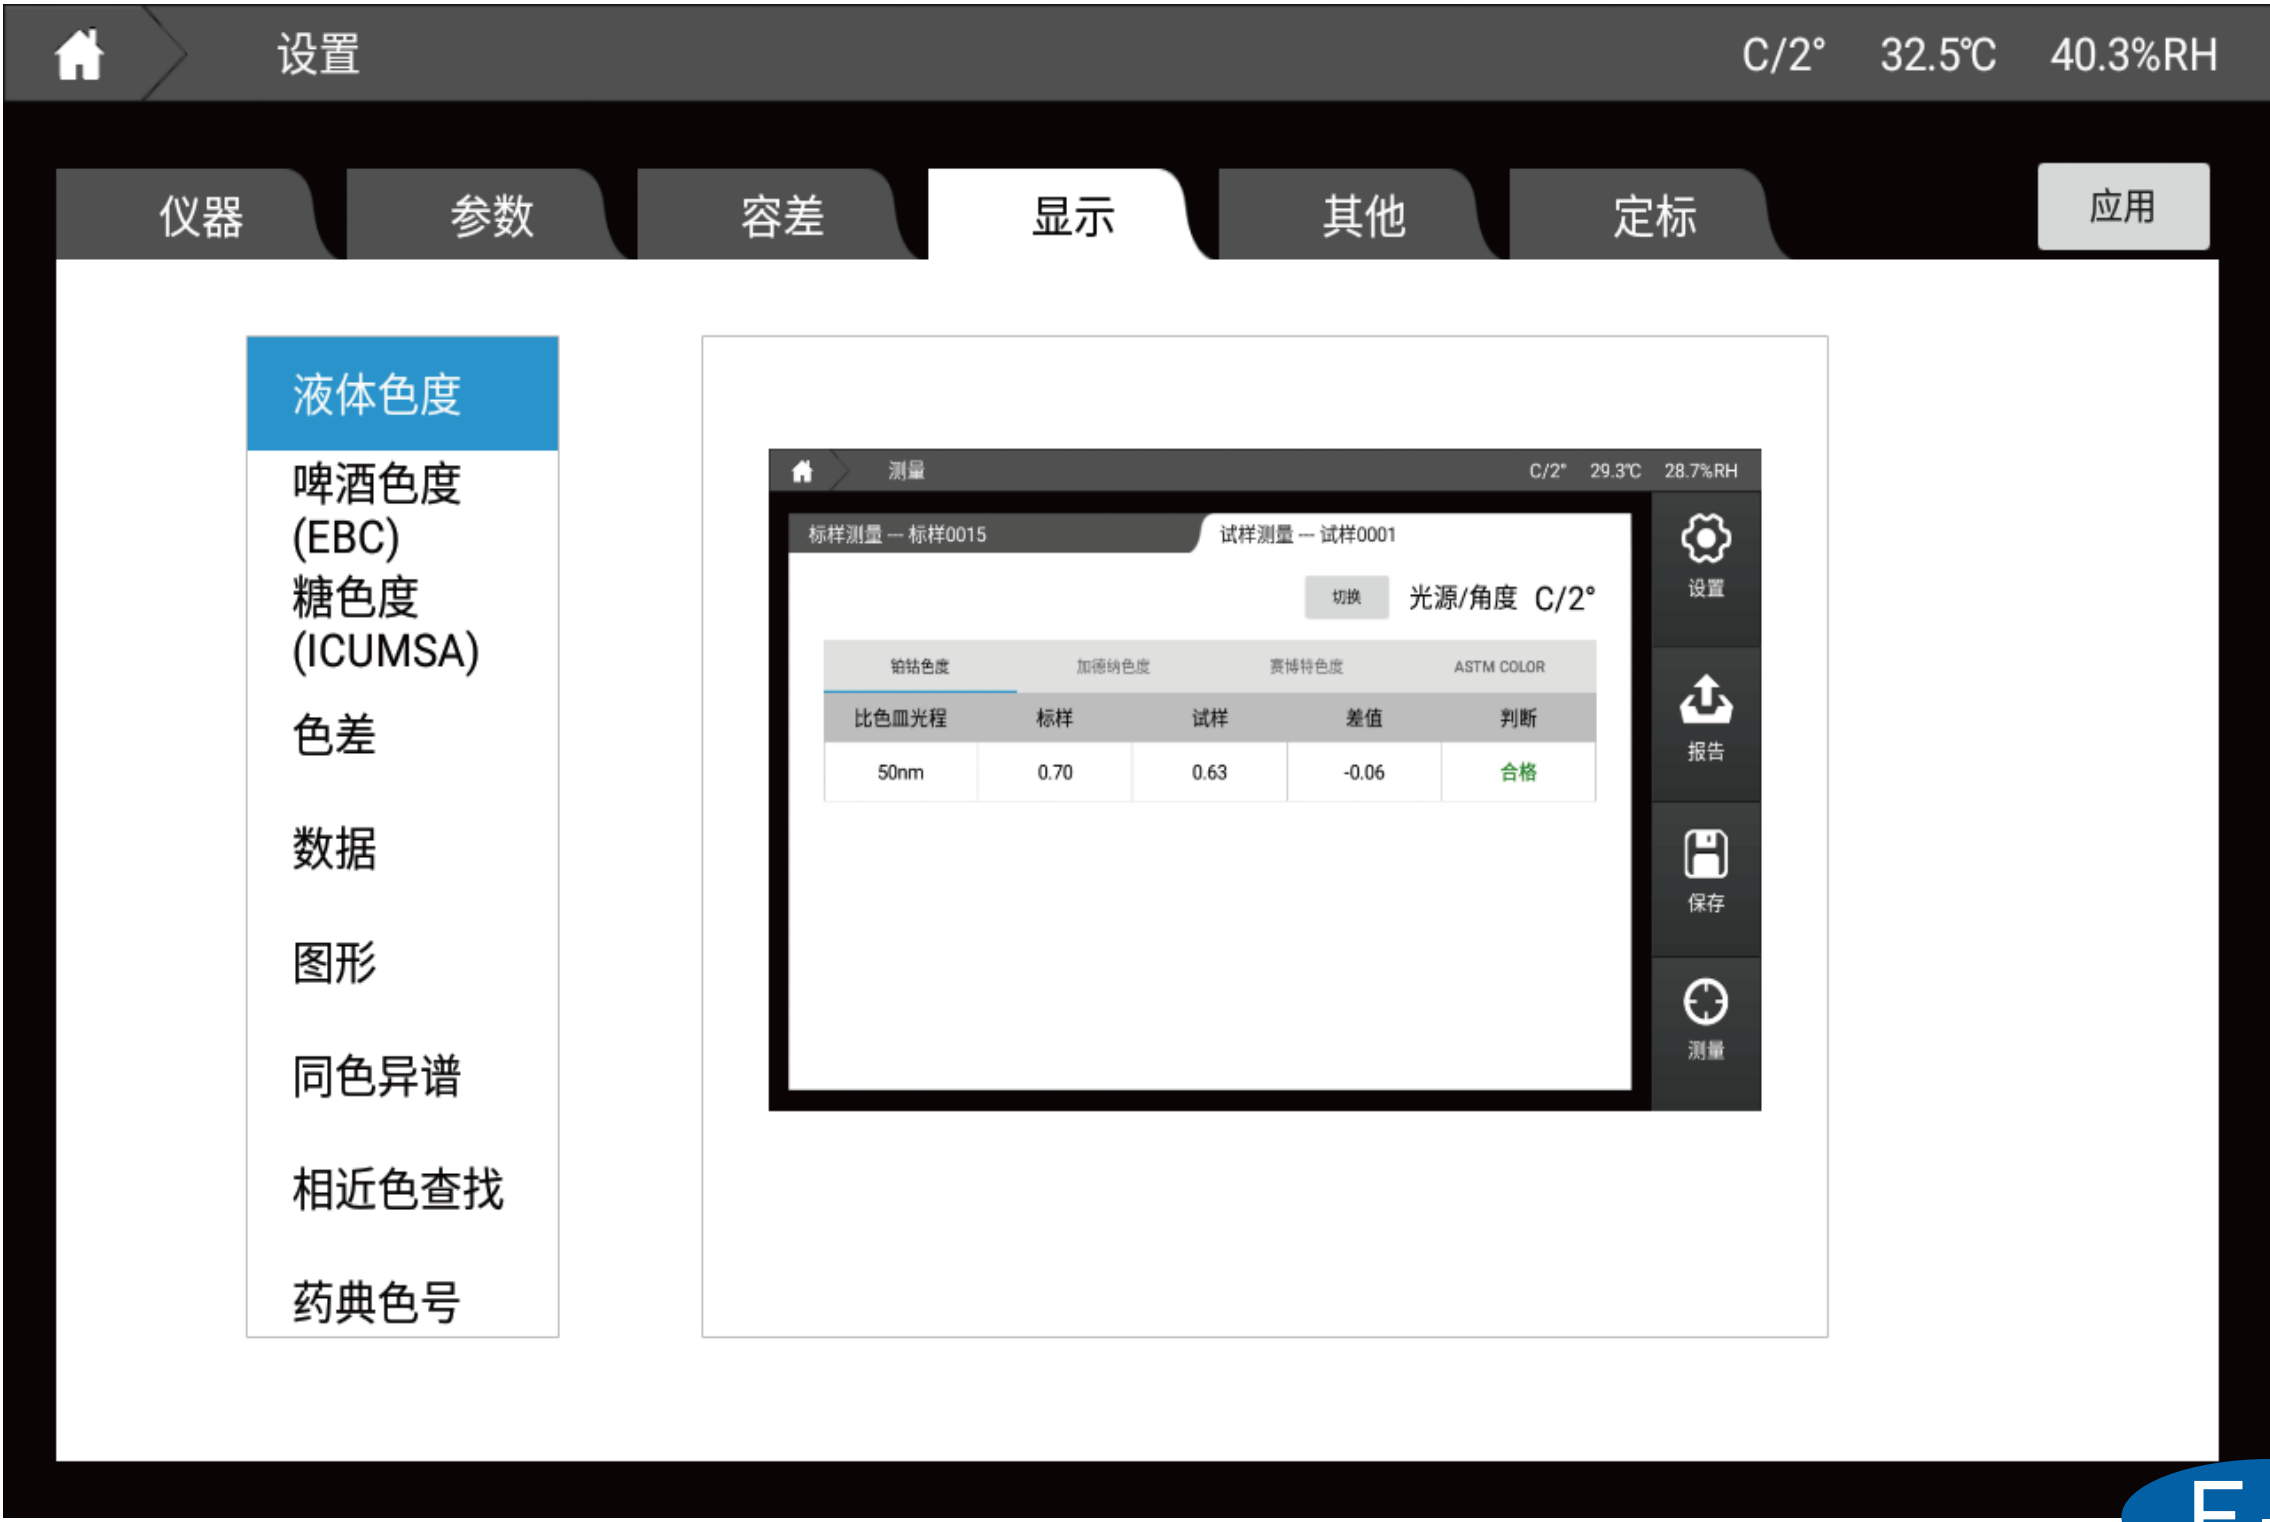 设置
C/2° 32.5℃ 40.3%RH
仪器 参数 容差 显示 其他 定标 应用
液体色度
啤酒色度
(EBC)
糖色度
(ICUMSA)
色差
数据
图形
同色异谱
相近色查找
药典色号
测量
C/2° 29.3℃ 28.7%RH
标样测量 --- 标样0015
试样测量 --- 试样0001
切换 光源/角度 C/2°
铂钴色度 加德纳色度 赛博特色度 ASTM COLOR
比色皿光程 标样 试样 差值 判断
50nm 0.70 0.63 -0.06 合格
设置
报告
保存
测量